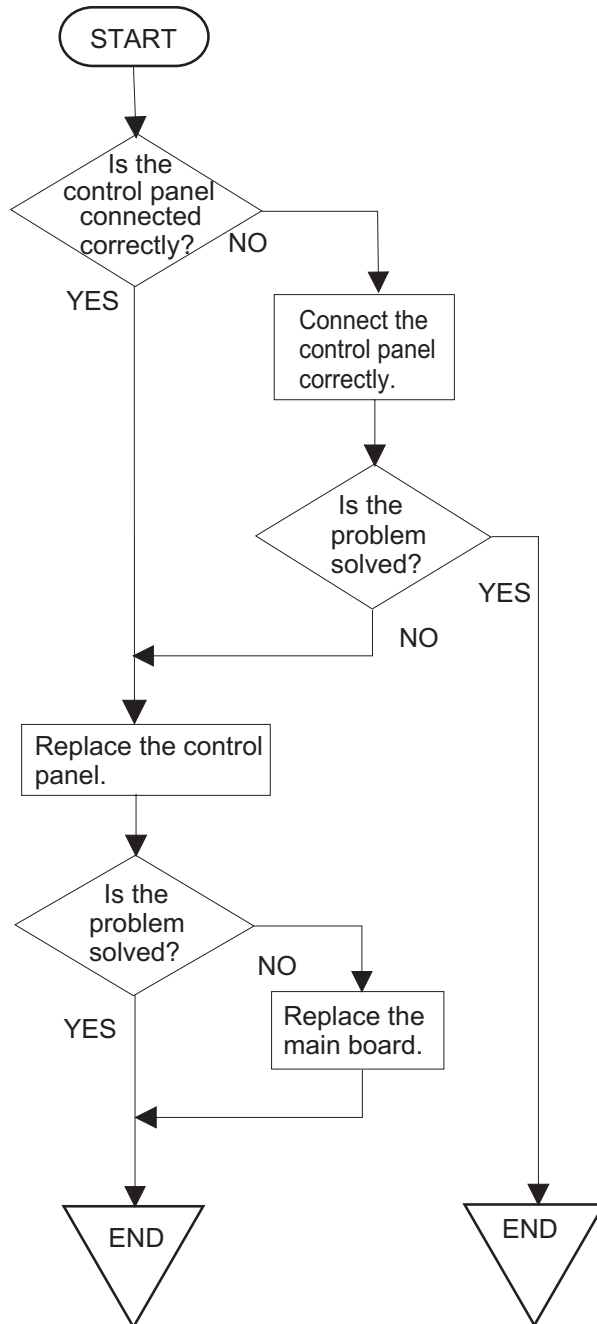 START
Is the
control panel
connected
correctly?
NO
YES
Connect the
control panel
correctly.
Is the
problem
solved?
YES
NO
Replace the control
panel.
Is the
problem
solved?
NO
YES
Replace the
main board.
END
END